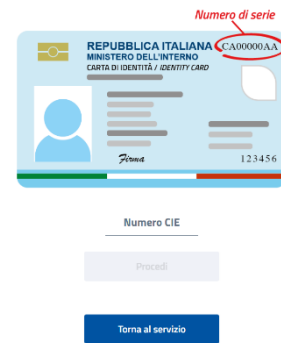 Numero di serie
REPUBBLICA ITALIANA CA00000AA
MINISTERO DELL'INTERNO
CARTA DI IDENTITÀ / IDENTITY CARD
Firma
123456
Numero CIE
Procedi
Torna al servizio